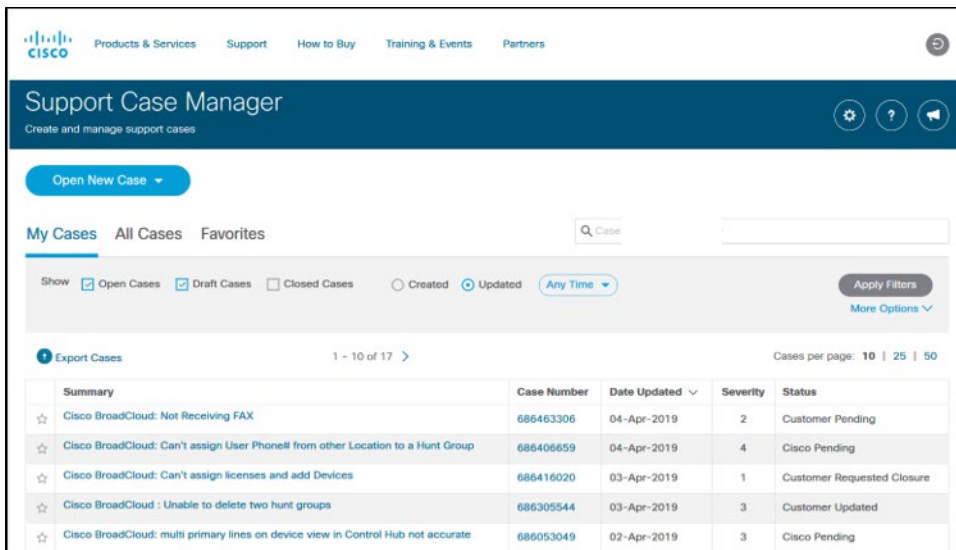 CISCO
Products & Services Support How to Buy Training & Events Partners
Support Case Manager
Create and manage support cases
?
Open New Case
My Cases All Cases Favorites
Case
Show Open Cases Draft Cases Closed Cases Created Updated Any Time Apply Filters
More Options
Export Cases 1 - 10 of 17 Cases per page: 10 | 25 | 50
Summary Case Number Date Updated Severity Status
Cisco BroadCloud: Not Receiving FAX 686463306 04-Apr-2019 2 Customer Pending
Cisco BroadCloud: Can't assign User Phone# from other Location to a Hunt Group 686406659 04-Apr-2019 4 Cisco Pending
Cisco BroadCloud: Can't assign licenses and add Devices 686416020 03-Apr-2019 1 Customer Requested Closure
Cisco BroadCloud : Unable to delete two hunt groups 686305544 03-Apr-2019 3 Customer Updated
Cisco BroadCloud: multi primary lines on device view in Control Hub not accurate 686053049 02-Apr-2019 3 Cisco Pending